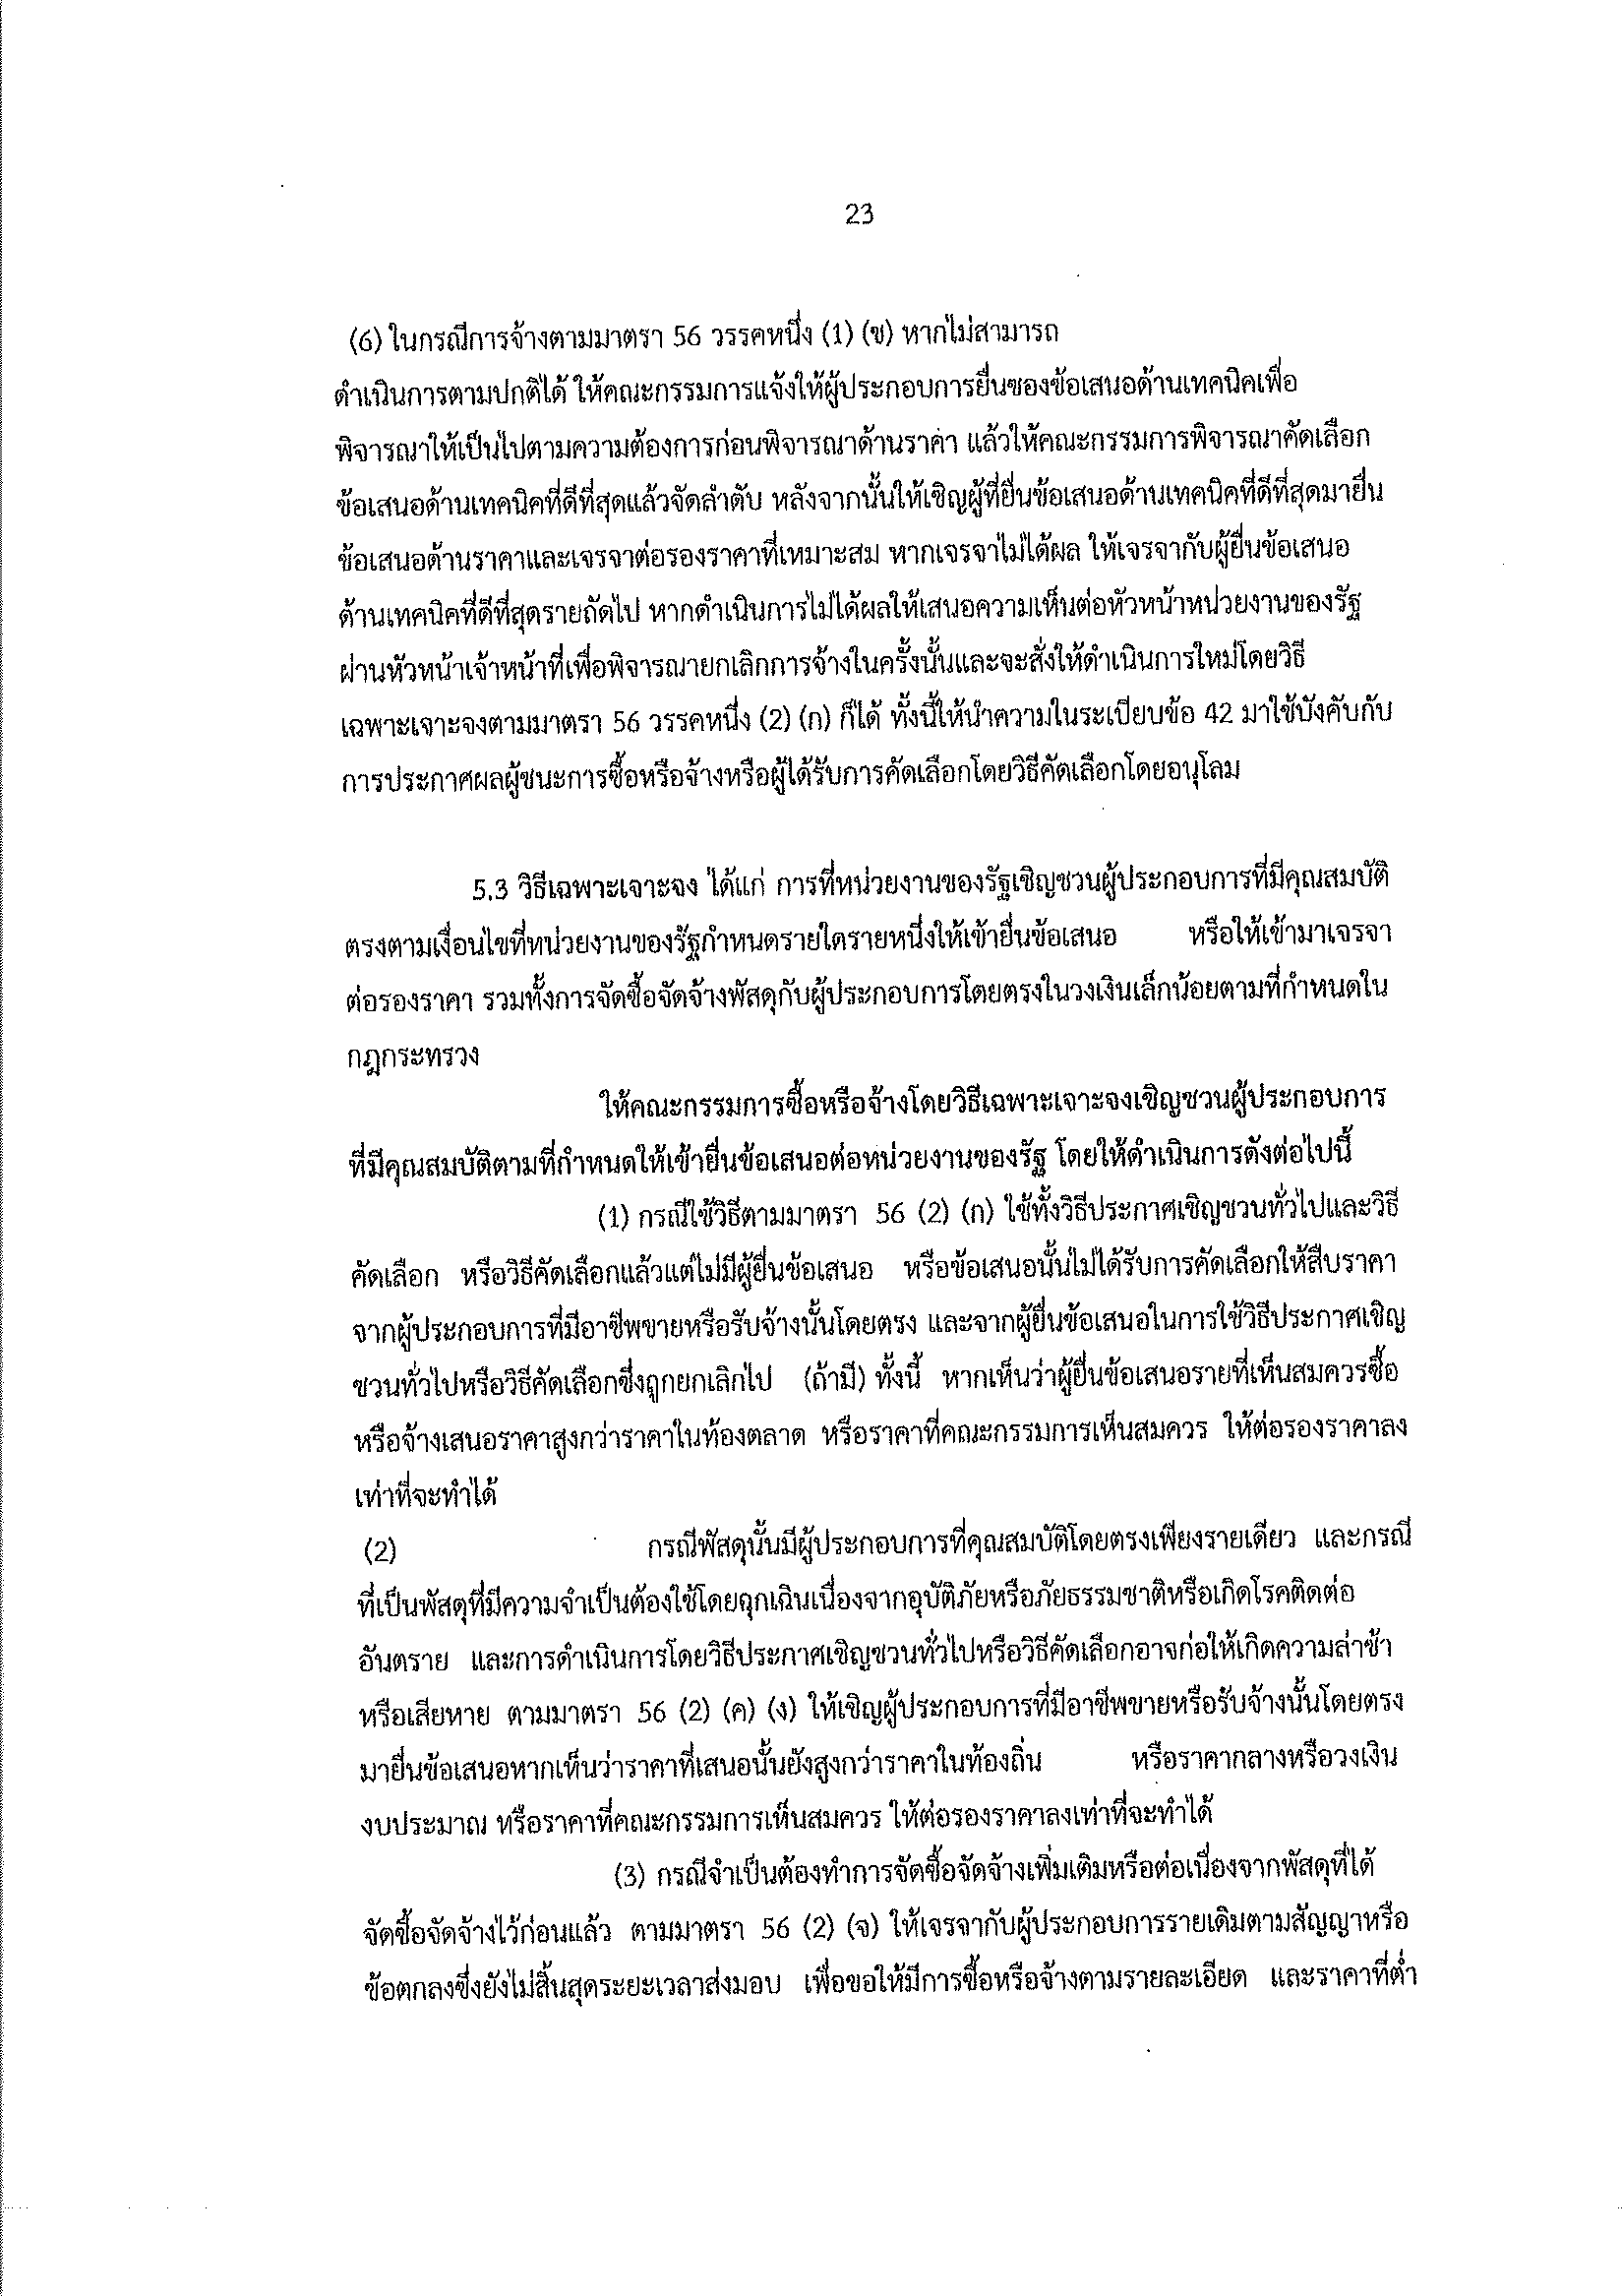 23
(6) ในกรณีการจ้างตามมาตรา 56 วรรคหนึ่ง (1) (ข) หากไม่สามารถ
ดำเนินการตามปกติได้ ให้คณะกรรมการแจ้งให้ผู้ประกอบการยื่นซองข้อเสนอด้านเทคนิคเพื่อ
พิจารณาให้เป็นไปตามความต้องการก่อนพิจารณาด้านราคา แล้วให้คณะกรรมการพิจารณาคัดเลือก
ข้อเสนอด้านเทคนิคที่ดีที่สุดแล้วจัดลำดับ หลังจากนั้นให้เชิญผู้ที่ยื่นข้อเสนอด้านเทคนิคที่ดีที่สุดมายื่น
ข้อเสนอด้านราคาและเจรจาต่อรองราคาที่เหมาะสม หากเจรจาไม่ได้ผล ให้เจรจากับผู้ยื่นข้อเสนอ
ด้านเทคนิคที่ดีที่สุดรายถัดไป หากดำเนินการไม่ได้ผลให้เสนอความเห็นต่อหัวหน้าหน่วยงานของรัฐ
ผ่านหัวหน้าเจ้าหน้าที่เพื่อพิจารณายกเลิกการจ้างในครั้งนั้นและจะสั่งให้ดำเนินการใหม่โดยวิธี
เฉพาะเจาะจงตามมาตรา 56 วรรคหนึ่ง (2) (ก) ก็ได้ ทั้งนี้ให้นำความในระเบียบข้อ 42 มาใช้บังคับกับ
การประกาศผลผู้ชนะการซื้อหรือจ้างหรือผู้ได้รับการคัดเลือกโดยวิธีคัดเลือกโดยอนุโลม
5.3 วิธีเฉพาะเจาะจง ได้แก่ การที่หน่วยงานของรัฐเชิญชวนผู้ประกอบการที่มีคุณสมบัติ
ตรงตามเงื่อนไขที่หน่วยงานของรัฐกำหนดรายใดรายหนึ่งให้เข้ายื่นข้อเสนอ หรือให้เข้ามาเจรจา
ต่อรองราคา รวมทั้งการจัดซื้อจัดจ้างพัสดุกับผู้ประกอบการโดยตรงในวงเงินเล็กน้อยตามที่กำหนดใน
กฎกระทรวง
ให้คณะกรรมการซื้อหรือจ้างโดยวิธีเฉพาะเจาะจงเชิญชวนผู้ประกอบการ
ที่มีคุณสมบัติตามที่กำหนดให้เข้ายื่นข้อเสนอต่อหน่วยงานของรัฐ โดยให้ดำเนินการดังต่อไปนี้
(1) กรณีใช้วิธีตามมาตรา 56 (2) (ก) ใช้ทั้งวิธีประกาศเชิญชวนทั่วไปและวิธี
คัดเลือก หรือวิธีคัดเลือกแล้วแต่ไม่มีผู้ยื่นข้อเสนอ หรือข้อเสนอนั้นไม่ได้รับการคัดเลือกให้สืบราคา
จากผู้ประกอบการที่มีอาชีพขายหรือรับจ้างนั้นโดยตรง และจากผู้ยื่นข้อเสนอในการใช้วิธีประกาศเชิญ
ชวนทั่วไปหรือวิธีคัดเลือกซึ่งถูกยกเลิกไป (ถ้ามี) ทั้งนี้ หากเห็นว่าผู้ยื่นข้อเสนอรายที่เห็นสมควรซื้อ
หรือจ้างเสนอราคาสูงกว่าราคาในท้องตลาด หรือราคาที่คณะกรรมการเห็นสมควร ให้ต่อรองราคาลง
เท่าที่จะทำได้
(2) กรณีพัสดุนั้นมีผู้ประกอบการที่คุณสมบัติโดยตรงเพียงรายเดียว และกรณี
ที่เป็นพัสดุที่มีความจำเป็นต้องใช้โดยฉุกเฉินเนื่องจากอุบัติภัยหรือภัยธรรมชาติหรือเกิดโรคติดต่อ
อันตราย และการดำเนินการโดยวิธีประกาศเชิญชวนทั่วไปหรือวิธีคัดเลือกอาจก่อให้เกิดความล่าช้า
หรือเสียหาย ตามมาตรา 56 (2) (ค) (ง) ให้เชิญผู้ประกอบการที่มีอาชีพขายหรือรับจ้างนั้นโดยตรง
มายื่นข้อเสนอหากเห็นว่าราคาที่เสนอนั้นยังสูงกว่าราคาในท้องถิ่น หรือราคากลางหรือวงเงิน
งบประมาณ หรือราคาที่คณะกรรมการเห็นสมควร ให้ต่อรองราคาลงเท่าที่จะทำได้
(3) กรณีจำเป็นต้องทำการจัดซื้อจัดจ้างเพิ่มเติมหรือต่อเนื่องจากพัสดุที่ได้
จัดซื้อจัดจ้างไว้ก่อนแล้ว ตามมาตรา 56 (2) (จ) ให้เจรจากับผู้ประกอบการรายเดิมตามสัญญาหรือ
ข้อตกลงซึ่งยังไม่สิ้นสุดระยะเวลาส่งมอบ เพื่อขอให้มีการซื้อหรือจ้างตามรายละเอียด และราคาที่ต่ำ